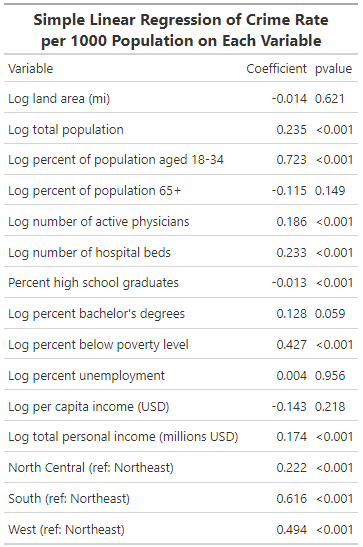 Simple Linear Regression of Crime Rate
per 1000 Population on Each Variable
Variable Coefficient pvalue
Log land area (mi) -0.014 0.621
Log total population 0.235 <0.001
Log percent of population aged 18-34 0.723 <0.001
Log percent of population 65+ -0.115 0.149
Log number of active physicians 0.186 <0.001
Log number of hospital beds 0.233 <0.001
Percent high school graduates -0.013 <0.001
Log percent bachelor's degrees 0.128 0.059
Log percent below poverty level 0.427 <0.001
Log percent unemployment 0.004 0.956
Log per capita income (USD) -0.143 0.218
Log total personal income (millions USD) 0.174 <0.001
North Central (ref: Northeast) 0.222 <0.001
South (ref: Northeast) 0.616 <0.001
West (ref: Northeast) 0.494 <0.001